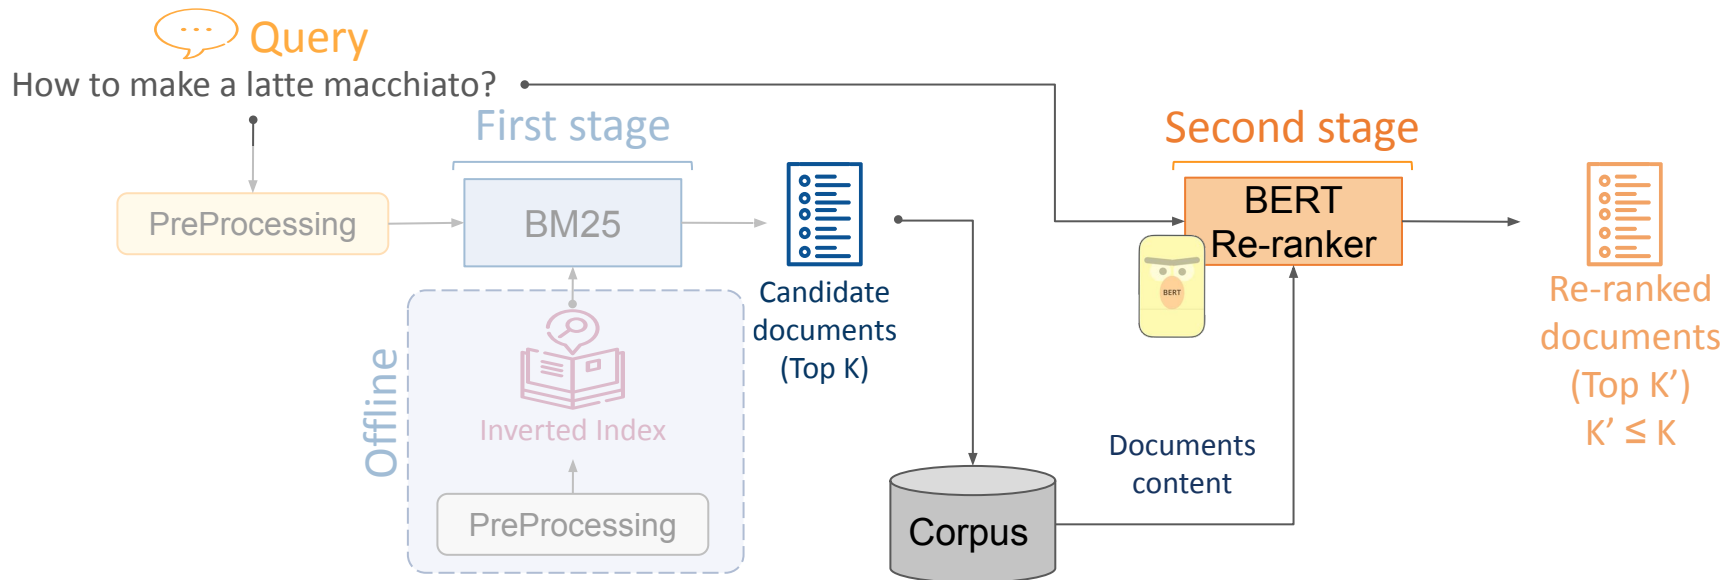 Query
How to make a latte macchiato?
First stage
Second stage
PreProcessing
BM25
BERT
Re-ranker
BERT
Candidate
documents
(Top K)
Re-ranked
documents
(Top K’)
K’ ≤ K
Offline
Inverted Index
PreProcessing
Documents
content
Corpus